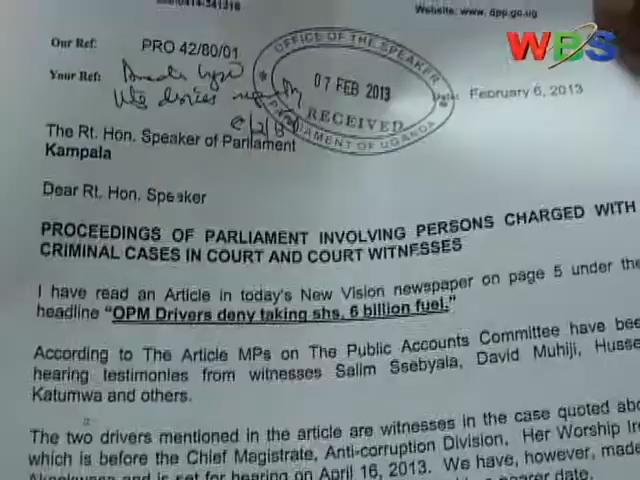 Website: www. dpp.go.ug
WBS
Our Ref: PRO 42/80/01
Your Ref:
OFFICE OF THE SPEAKER
07 FEB 2013
RECEIVED
PARLIAMENT OF UGANDA
Date: February 6, 2013
The Rt. Hon. Speaker of Parliament
Kampala
Dear Rt. Hon. Speaker
PROCEEDINGS OF PARLIAMENT INVOLVING PERSONS CHARGED WITH
CRIMINAL CASES IN COURT AND COURT WITNESSES
I have read an Article in today's New Vision newspaper on page 5 under the
headline "OPM Drivers deny taking shs. 6 billion fuel."
According to The Article MPs on The Public Accounts Committee have bee
hearing testimonies from witnesses Salim Ssebyala, David Muhiji, Husse
Katumwa and others.
The two drivers mentioned in the article are witnesses in the case quoted abo
which is before the Chief Magistrate, Anti-corruption Division, Her Worship Ire
and is set for hearing on April 16, 2013. We have, however, made
nearer date.